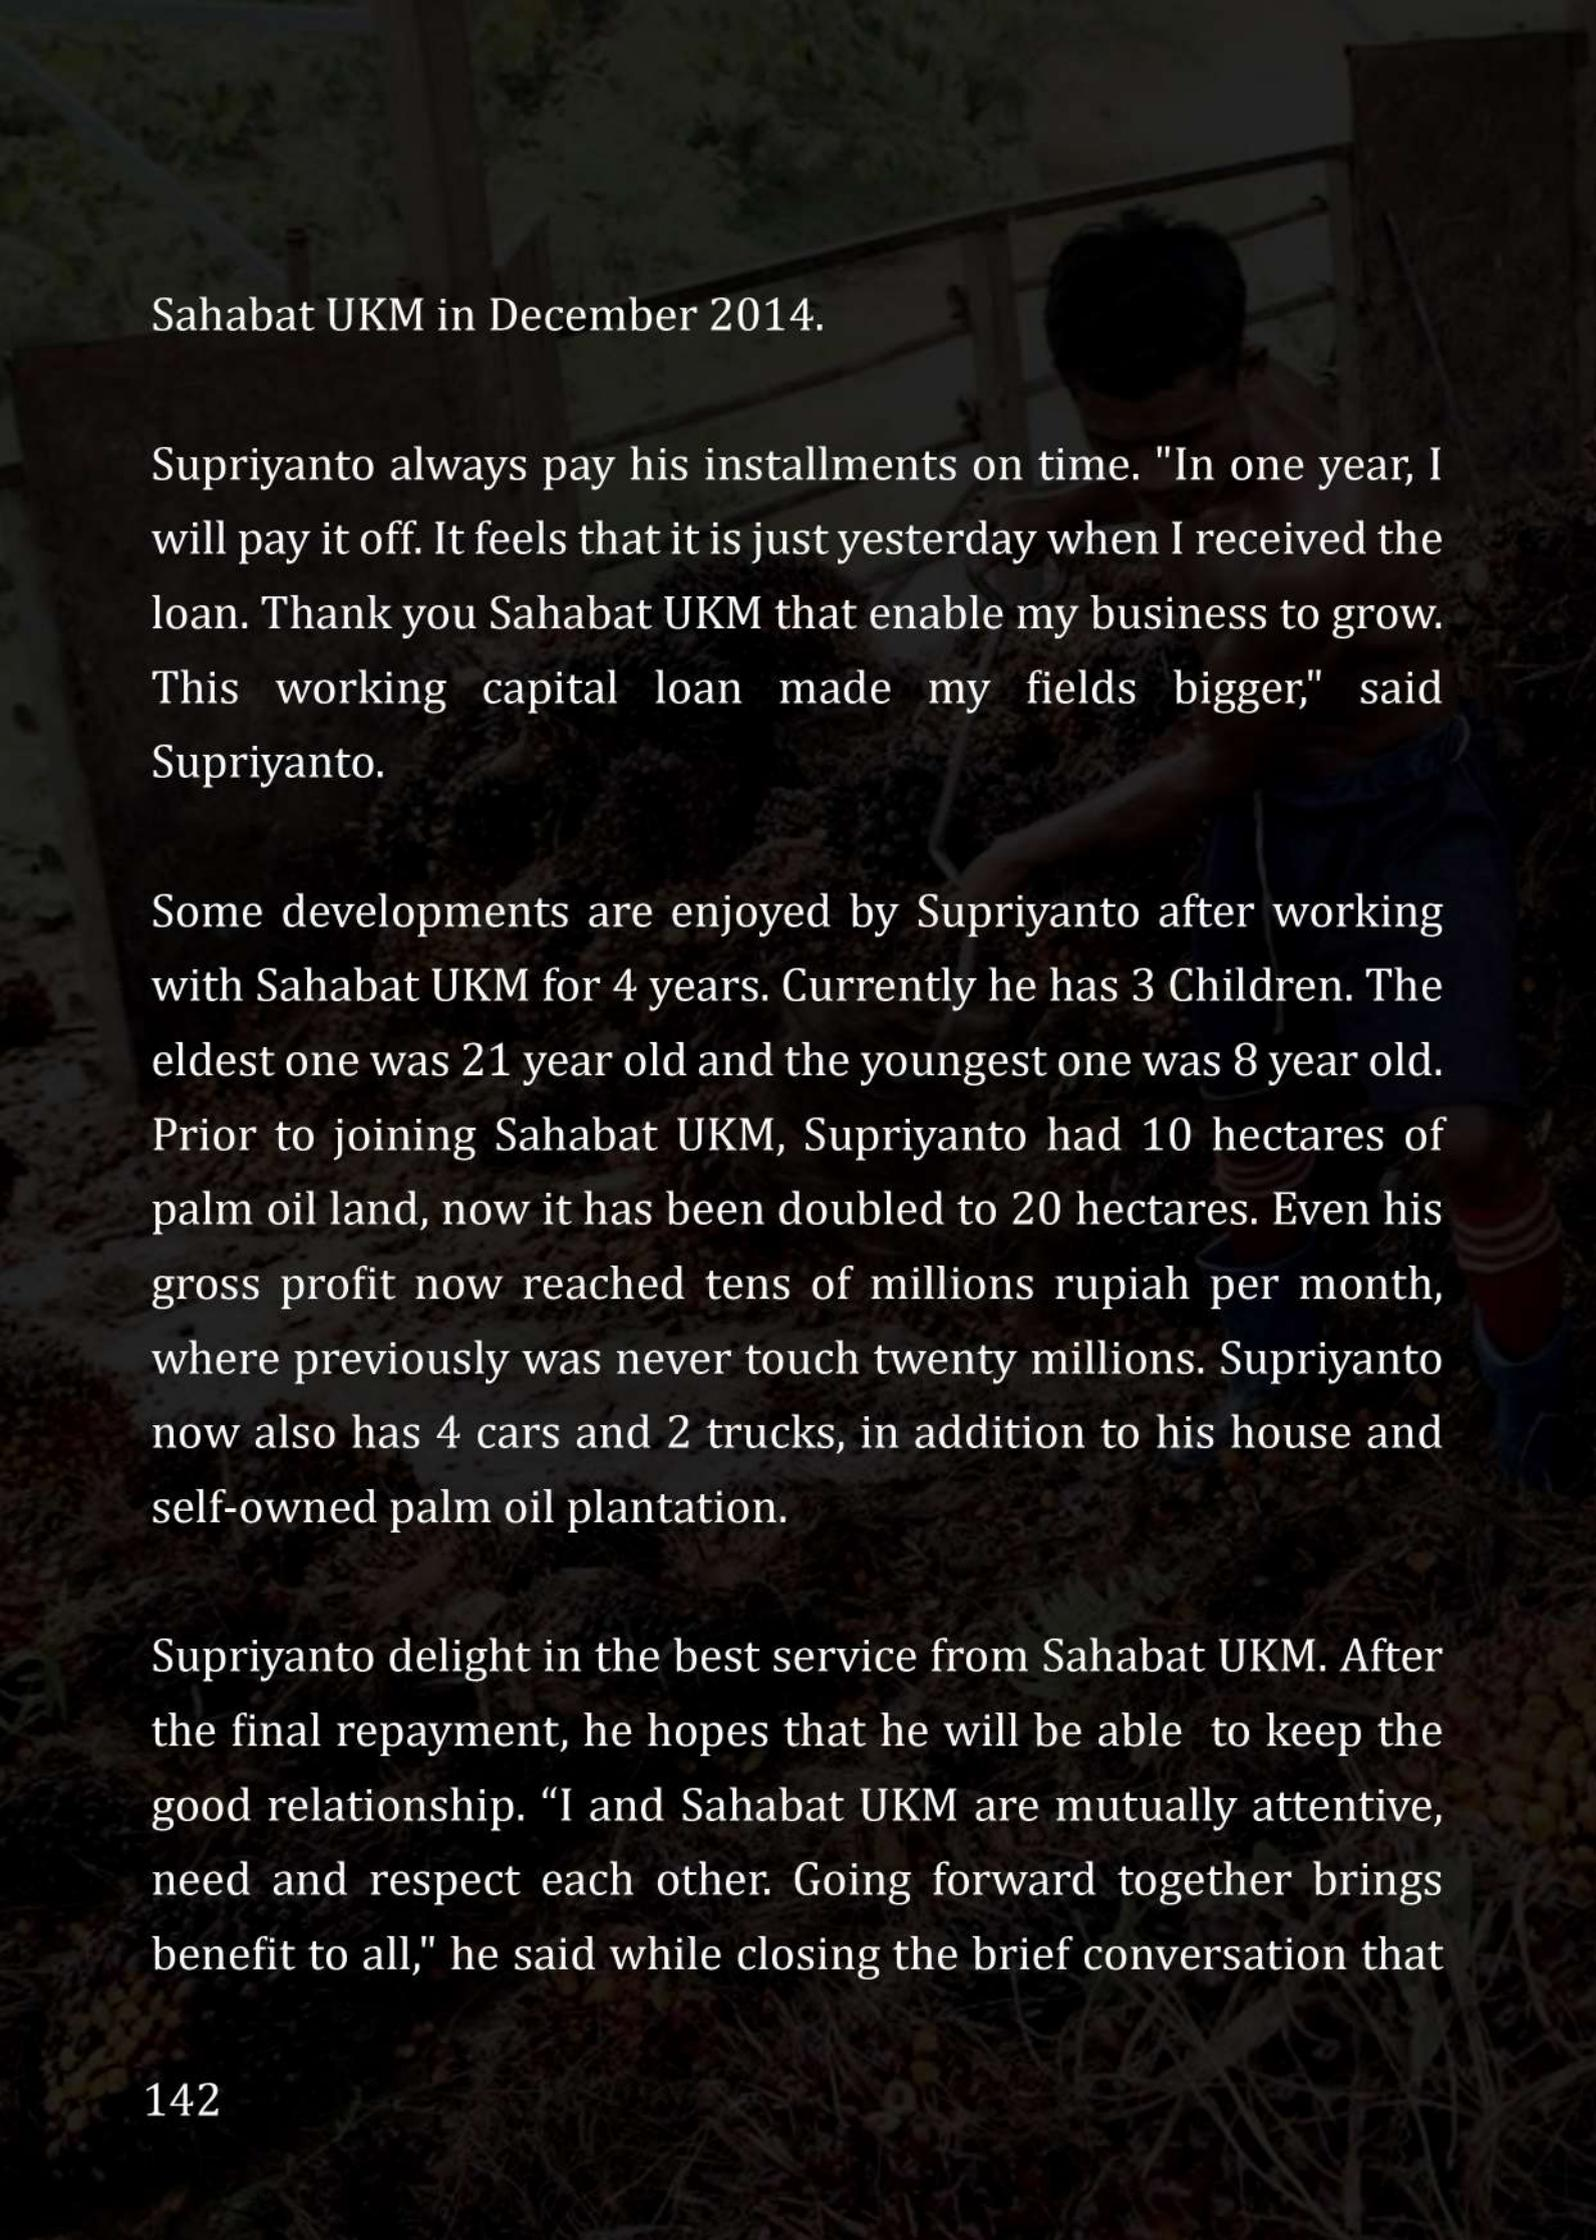 Sahabat UKM in December 2014.
Supriyanto always pay his installments on time. "In one year, I
will pay it off. It feels that it is just yesterday when I received the
loan. Thank you Sahabat UKM that enable my business to grow.
This working capital loan made my fields bigger," said
Supriyanto.
Some developments are enjoyed by Supriyanto after working
with Sahabat UKM for 4 years. Currently he has 3 Children. The
eldest one was 21 year old and the youngest one was 8 year old.
Prior to joining Sahabat UKM, Supriyanto had 10 hectares of
palm oil land, now it has been doubled to 20 hectares. Even his
gross profit now reached tens of millions rupiah per month,
where previously was never touch twenty millions. Supriyanto
now also has 4 cars and 2 trucks, in addition to his house and
self-owned palm oil plantation.
Supriyanto delight in the best service from Sahabat UKM. After
the final repayment, he hopes that he will be able  to keep the
good relationship. “I and Sahabat UKM are mutually attentive,
need and respect each other. Going forward together brings
benefit to all," he said while closing the brief conversation that
142